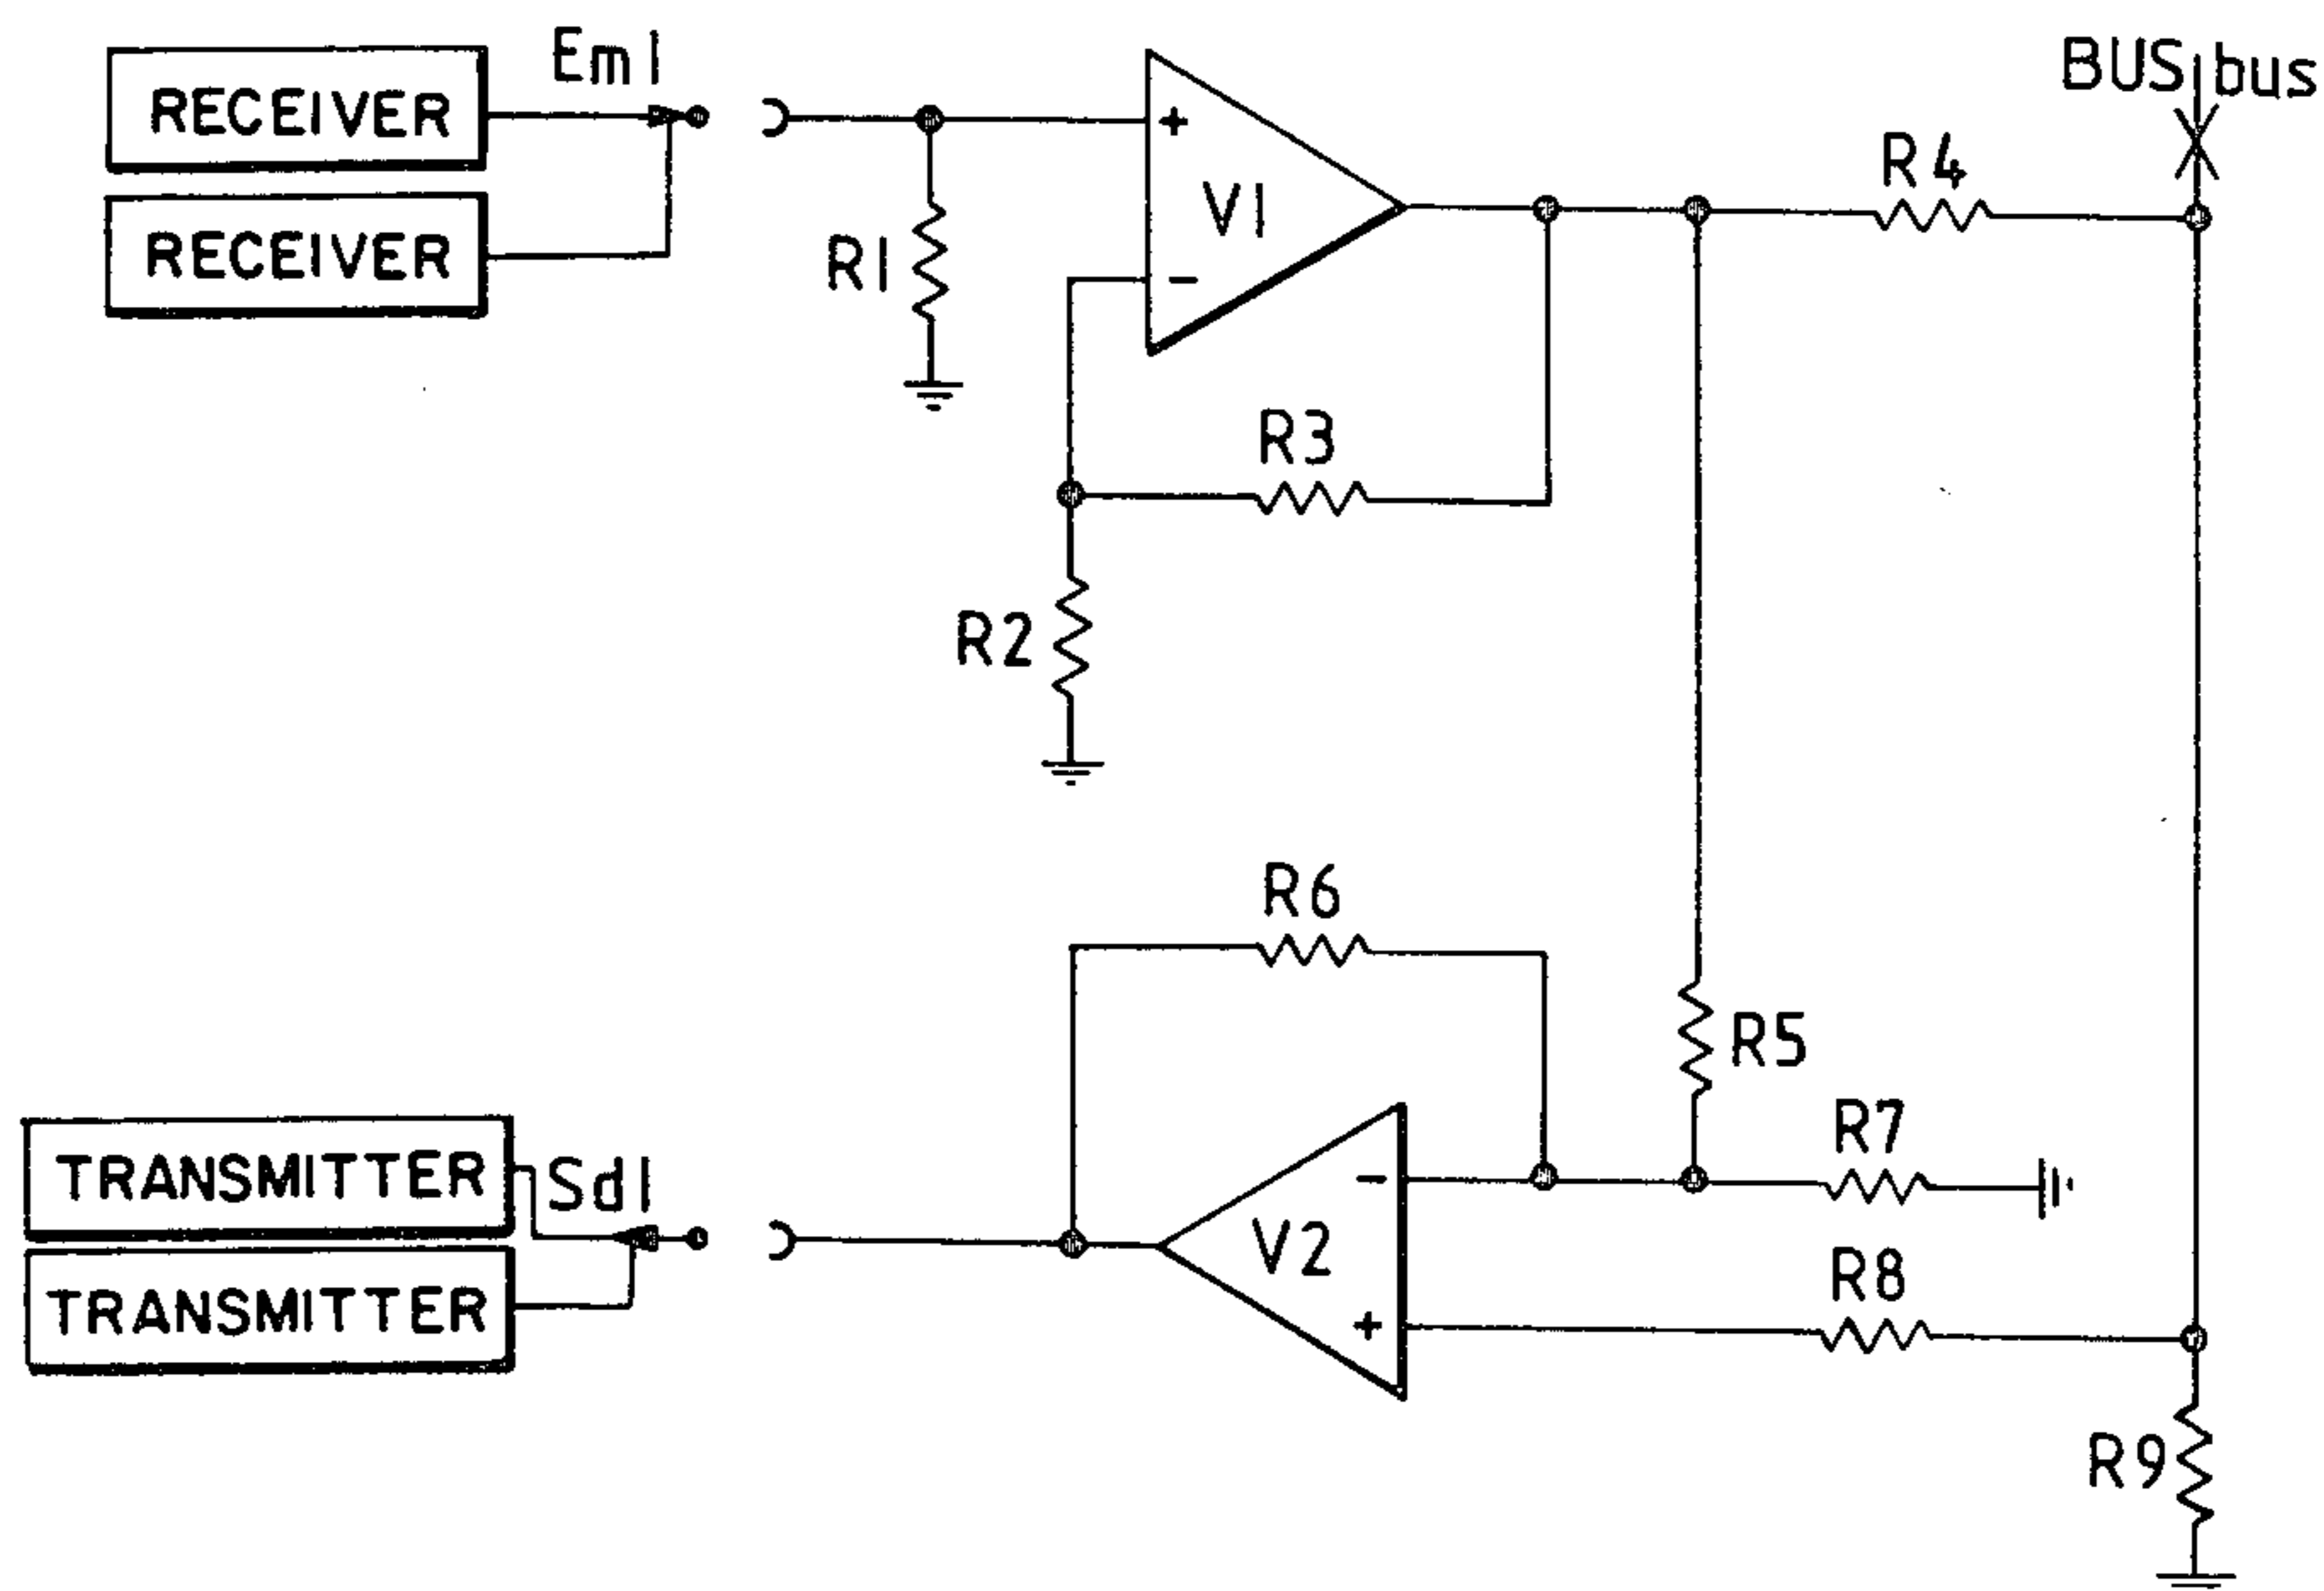 Em1
BUS bus
RECEIVER
RECEIVER
+
V1
-
R1
R4
R3
R2
R6
R5
R7
TRANSMITTER
Sd1
-
V2
+
R8
TRANSMITTER
R9